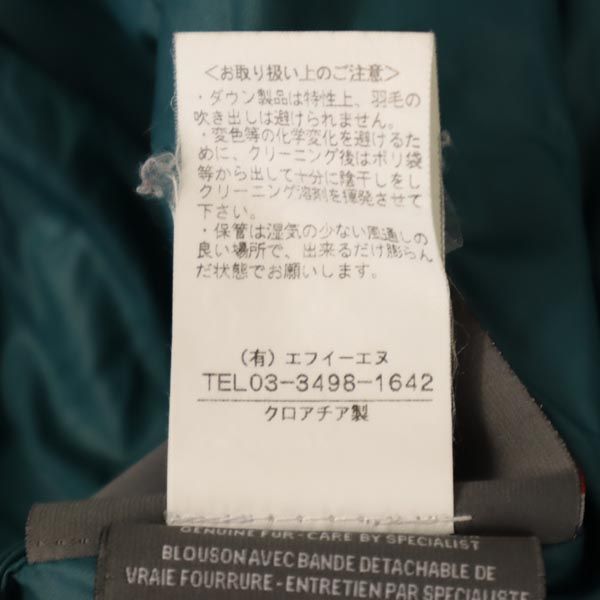 <お取り扱い上のご注意>
・ダウン製品は特性上、羽毛の
吹き出しは避けられません。
・変色等の化学変化を避けるた
めに、クリーニング後はポリ袋
等から出して十分に陰干しをし
クリーニング溶剤を揮発させて
下さい。
・保管は湿気の少ない風通しの
良い場所で、出来るだけ膨らん
だ状態でお願いします。
(有) エフイーエヌ
TEL03-3498-1642
クロアチア製
GENUINE FUR - CARE BY SPECIALIST
BLOUSON AVEC BANDE DETACHABLE DE
VRAIE FOURRURE - ENTRETIEN PAR SPECIALISTE